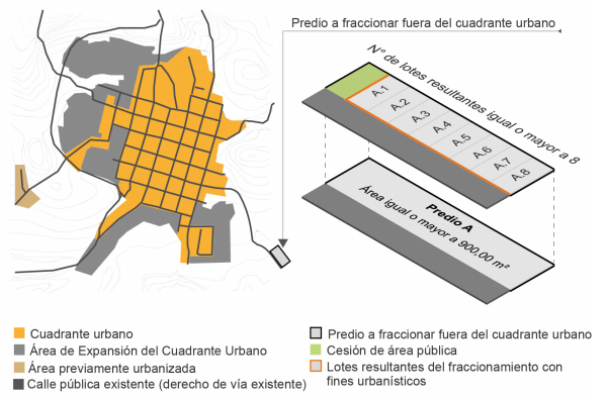 Predio a fraccionar fuera del cuadrante urbano
N° de lotes resultantes igual o mayor a 8
A.1
A.2
A.3
A.4
A.5
A.6
A.7
A.8
Predio A
Área igual o mayor a 900,00 m²
Cuadrante urbano
Área de Expansión del Cuadrante Urbano
Área previamente urbanizada
Calle pública existente (derecho de vía existente)
Predio a fraccionar fuera del cuadrante urbano
Cesión de área pública
Lotes resultantes del fraccionamiento con
fines urbanísticos